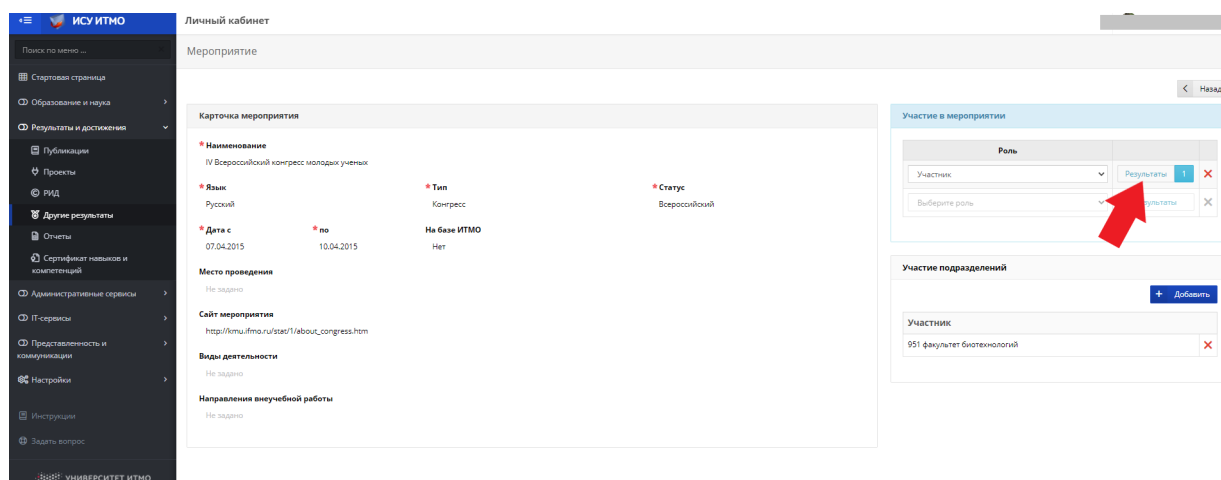 ИСУ ИТМО
Личный кабинет
Поиск по меню ...
Мероприятие
Стартовая страница
Образование и наука
Результаты и достижения
Публикации
Проекты
РИД
Другие результаты
Отчеты
Сертификат навыков и
компетенций
Административные сервисы
IT-сервисы
Представленность и
коммуникации
Настройки
Инструкции
Задать вопрос
УНИВЕРСИТЕТ ИТМО
Назад
Карточка мероприятия
* Наименование
IV Всероссийский конгресс молодых ученых
* Язык * Тип * Статус
Русский Конгресс Всероссийский
* Дата с * по На базе ИТМО
07.04.2015 10.04.2015 Нет
Место проведения
Не задано
Сайт мероприятия
http://kmu.ifmo.ru/stat/1/about_congress.htm
Виды деятельности
Не задано
Направления внеучебной работы
Не задано
Участие в мероприятии
Роль
Участник Результаты 1
Выберите роль
Участие подразделений
+ Добавить
Участник
951 факультет биотехнологий